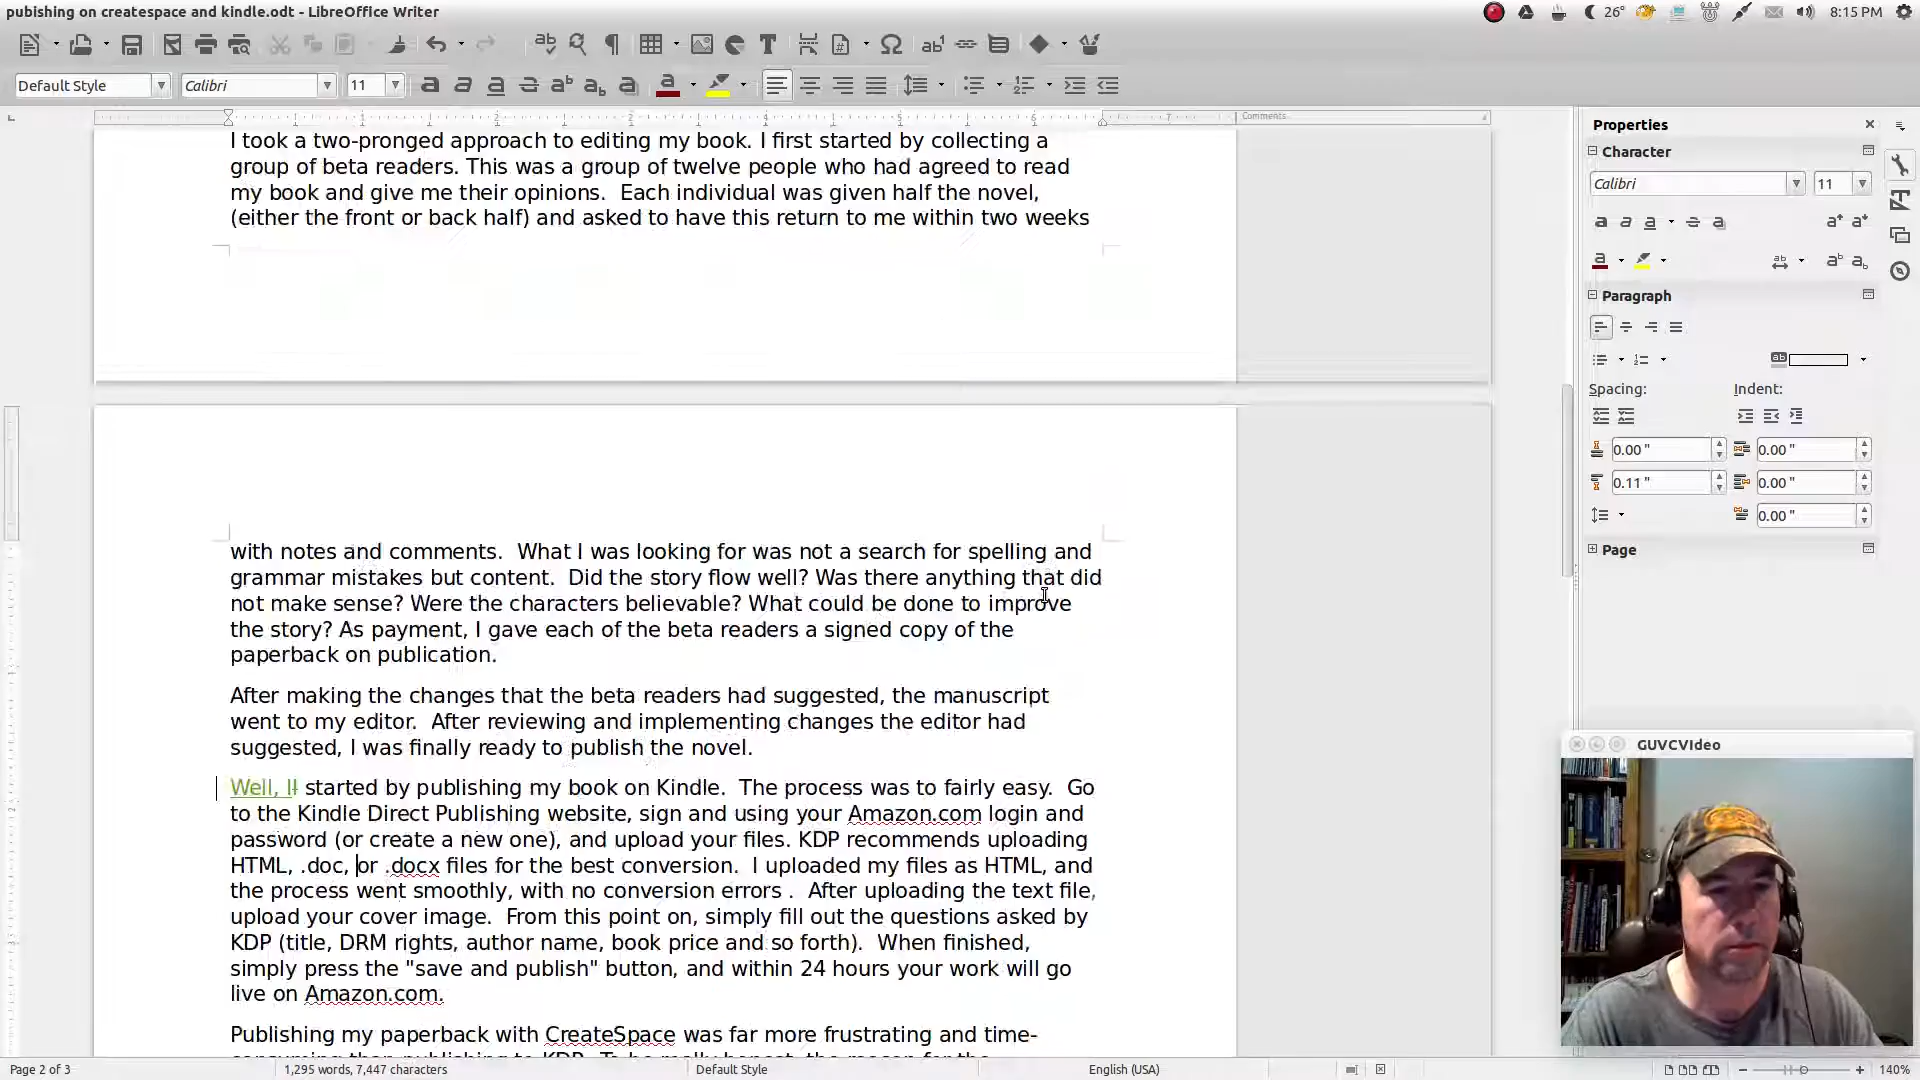 pubishing on createspace and kindle.odt - LibreOffice Writer
26° 8:15 PM
Default Style Calibri 11
1 2 3 4 5 6 7 Comments
I took a two-pronged approach to editing my book. I first started by collecting a
group of beta readers. This was a group of twelve people who had agreed to read
my book and give me their opinions.  Each individual was given half the novel,
(either the front or back half) and asked to have this return to me within two weeks
with notes and comments.  What I was looking for was not a search for spelling and
grammar mistakes but content.  Did the story flow well? Was there anything that did
not make sense? Were the characters believable? What could be done to improve
the story? As payment, I gave each of the beta readers a signed copy of the
paperback on publication.
After making the changes that the beta readers had suggested, the manuscript
went to my editor.  After reviewing and implementing changes the editor had
suggested, I was finally ready to publish the novel.
Well, II started by publishing my book on Kindle.  The process was to fairly easy.  Go
to the Kindle Direct Publishing website, sign and using your Amazon.com login and
password (or create a new one), and upload your files. KDP recommends uploading
HTML, .doc, or .docx files for the best conversion.  I uploaded my files as HTML, and
the process went smoothly, with no conversion errors .  After uploading the text file,
upload your cover image.  From this point on, simply fill out the questions asked by
KDP (title, DRM rights, author name, book price and so forth).  When finished,
simply press the "save and publish" button, and within 24 hours your work will go
live on Amazon.com.
Publishing my paperback with CreateSpace was far more frustrating and time-
Properties
Character
Calibri 11
Paragraph
Spacing: Indent:
0.00 " 0.00 "
0.11 " 0.00 "
0.00 "
Page
GUVCVIdeo
Page 2 of 3 1,295 words, 7,447 characters Default Style English (USA) 140%